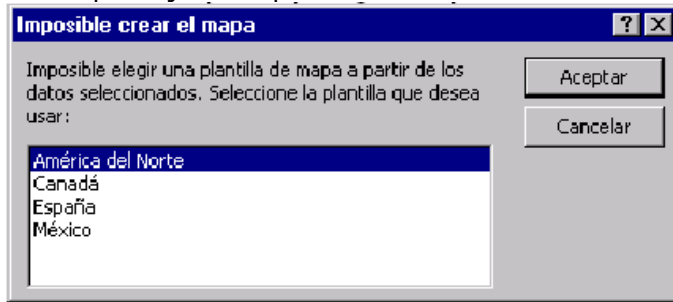 Imposible crear el mapa
Imposible elegir una plantilla de mapa a partir de los
datos seleccionados. Seleccione la plantilla que desea
usar:
Aceptar
Cancelar
América del Norte
Canadá
España
México